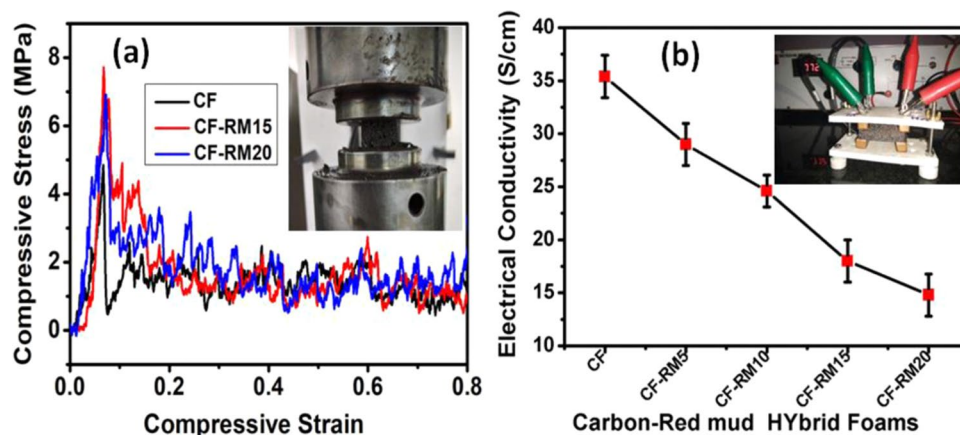 (a)
Compressive Stress (MPa)
8
6
4
2
0
CF
CF-RM15
CF-RM20
0.0 0.2 0.4 0.6 0.8
Compressive Strain
(b)
Electrical Conductivity (S/cm)
40
35
30
25
20
15
10
CF
CF-RM5
CF-RM10
CF-RM15
CF-RM20
Carbon-Red mud HYbrid Foams